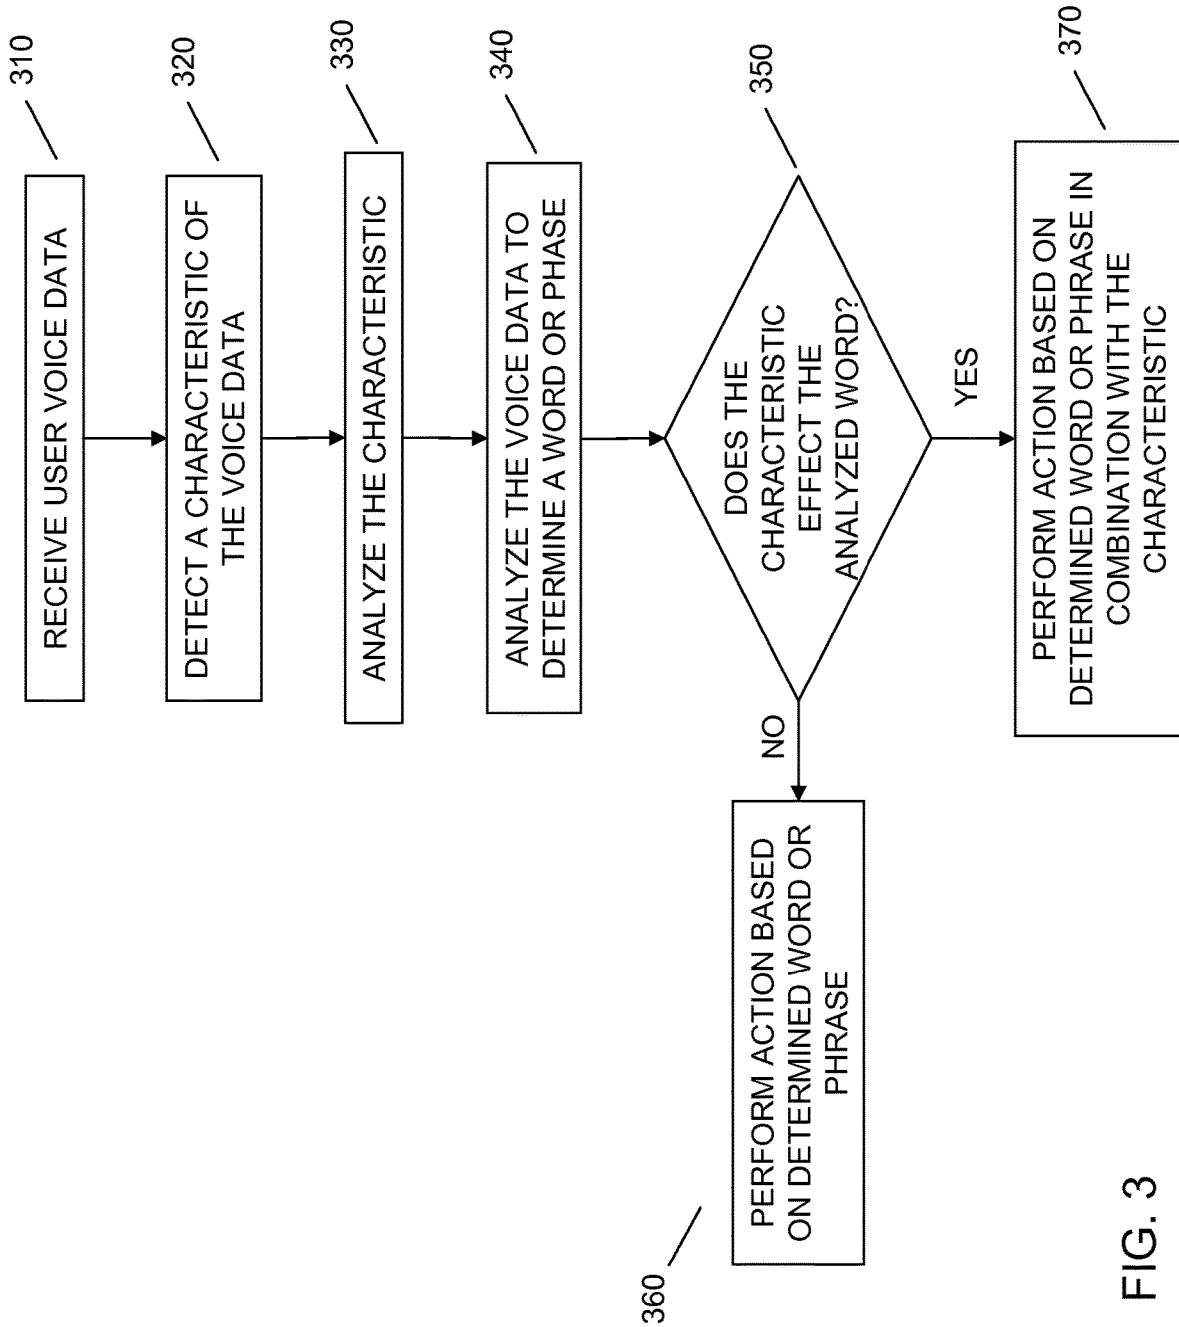 310
RECEIVE USER VOICE DATA
320
DETECT A CHARACTERISTIC OF
THE VOICE DATA
330
ANALYZE THE CHARACTERISTIC
340
ANALYZE THE VOICE DATA TO
DETERMINE A WORD OR PHASE
350
DOES THE
CHARACTERISTIC
EFFECT THE
ANALYZED WORD?
NO
YES
360
PERFORM ACTION BASED
ON DETERMINED WORD OR
PHRASE
370
PERFORM ACTION BASED ON
DETERMINED WORD OR PHRASE IN
COMBINATION WITH THE
CHARACTERISTIC
FIG. 3